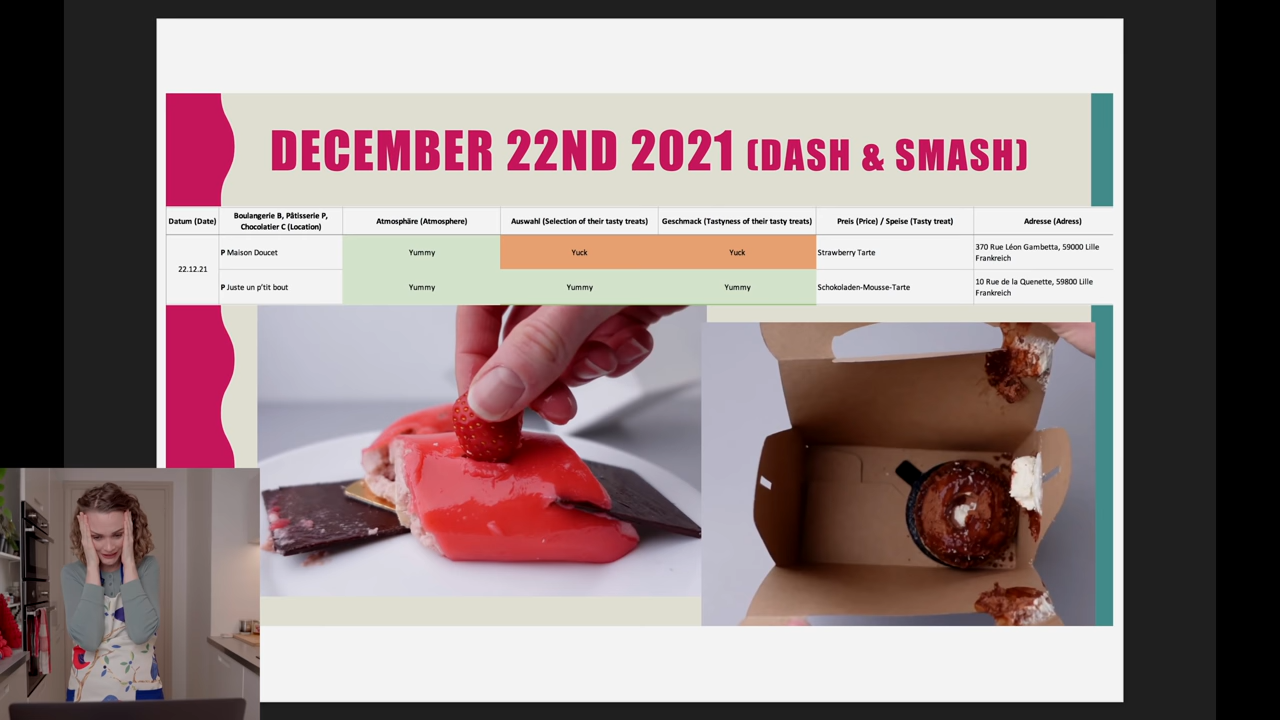 DECEMBER 22ND 2021 (DASH & SMASH)
Datum (Date)
Boulangerie B, Pâtisserie P,
Chocolatier C (Location)
Atmosphäre (Atmosphere)
Auswahl (Selection of their tasty treats)
Geschmack (Tastyness of their tasty treats)
Preis (Price) / Speise (Tasty treat)
Adresse (Adress)
22.12.21
P Maison Doucet
Yummy
Yuck
Yuck
Strawberry Tarte
370 Rue Léon Gambetta, 59000 Lille
Frankreich
P Juste un p'tit bout
Yummy
Yummy
Yummy
Schokoladen-Mousse-Tarte
10 Rue de la Quenette, 59800 Lille
Frankreich